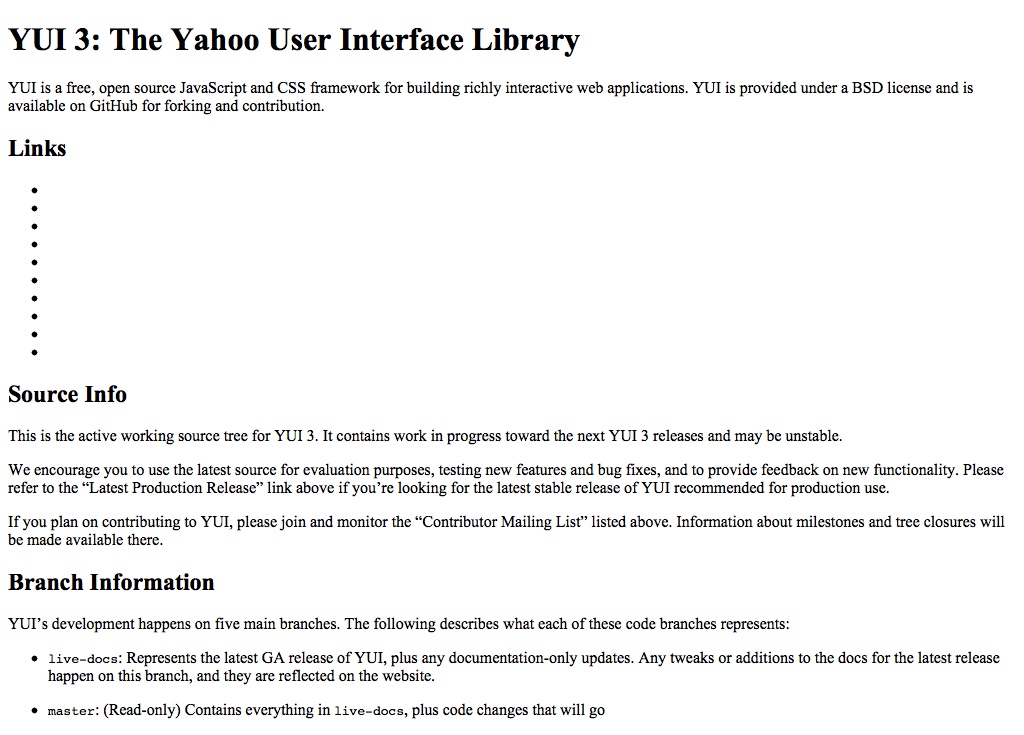 YUI 3: The Yahoo User Interface Library
YUI is a free, open source JavaScript and CSS framework for building richly interactive web applications. YUI is provided under a BSD license and is
available on GitHub for forking and contribution.
Links
Source Info
This is the active working source tree for YUI 3. It contains work in progress toward the next YUI 3 releases and may be unstable.
We encourage you to use the latest source for evaluation purposes, testing new features and bug fixes, and to provide feedback on new functionality. Please
refer to the “Latest Production Release” link above if you’re looking for the latest stable release of YUI recommended for production use.
If you plan on contributing to YUI, please join and monitor the “Contributor Mailing List” listed above. Information about milestones and tree closures will
be made available there.
Branch Information
YUI’s development happens on five main branches. The following describes what each of these code branches represents:
• live-docs: Represents the latest GA release of YUI, plus any documentation-only updates. Any tweaks or additions to the docs for the latest release
happen on this branch, and they are reflected on the website.
• master: (Read-only) Contains everything in live-docs, plus code changes that will go